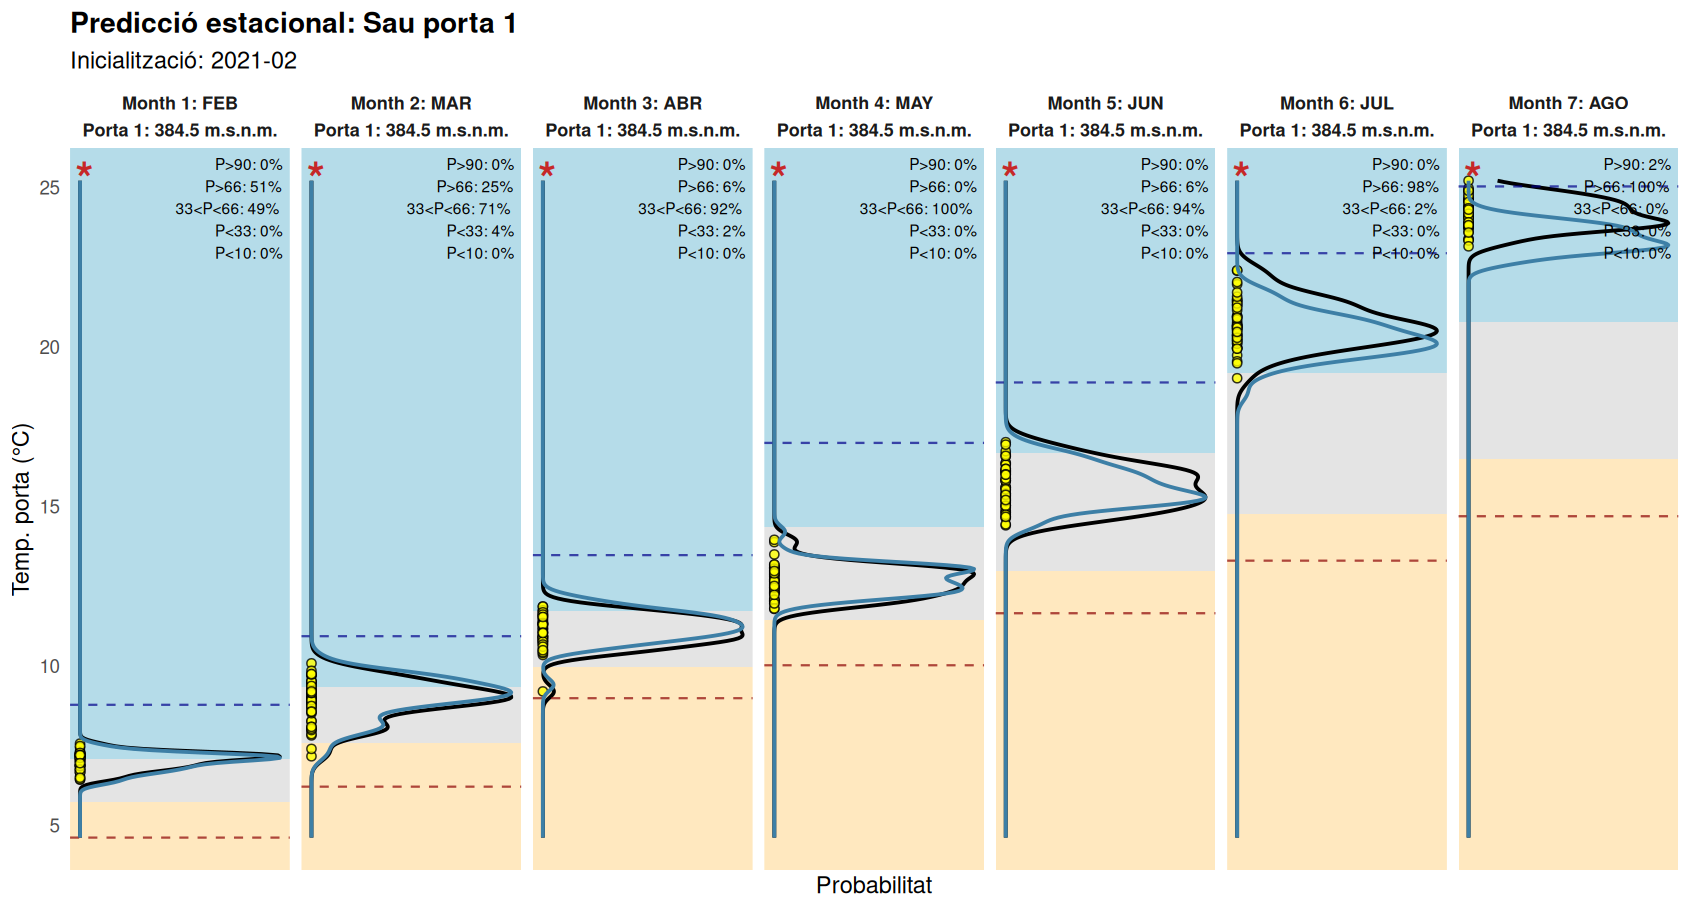 Predicció estacional: Sau porta 1
Inicialització: 2021-02
Month 1: FEB
Porta 1: 384.5 m.s.n.m.
Month 2: MAR
Porta 1: 384.5 m.s.n.m.
Month 3: ABR
Porta 1: 384.5 m.s.n.m.
Month 4: MAY
Porta 1: 384.5 m.s.n.m.
Month 5: JUN
Porta 1: 384.5 m.s.n.m.
Month 6: JUL
Porta 1: 384.5 m.s.n.m.
Month 7: AGO
Porta 1: 384.5 m.s.n.m.
*
P>90: 0%
P>66: 51%
33<P<66: 49%
P<33: 0%
P<10: 0%
*
P>90: 0%
P>66: 25%
33<P<66: 71%
P<33: 4%
P<10: 0%
*
P>90: 0%
P>66: 6%
33<P<66: 92%
P<33: 2%
P<10: 0%
*
P>90: 0%
P>66: 0%
33<P<66: 100%
P<33: 0%
P<10: 0%
*
P>90: 0%
P>66: 6%
33<P<66: 94%
P<33: 0%
P<10: 0%
*
P>90: 0%
P>66: 98%
33<P<66: 2%
P<33: 0%
P<10: 0%
*
P>90: 2%
P>66: 100%
33<P<66: 0%
P<33: 0%
P<10: 0%
25
20
15
10
5
Temp. porta (°C)
Probabilitat